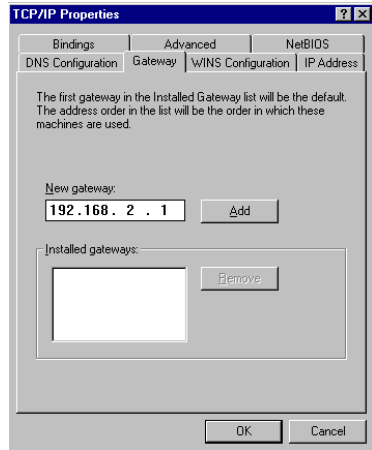 TCP/IP Properties
Bindings Advanced NetBIOS
DNS Configuration Gateway WINS Configuration IP Address
The first gateway in the Installed Gateway list will be the default.
The address order in the list will be the order in which these
machines are used.
New gateway:
192.168. 2 . 1 Add
Installed gateways:
Remove
OK Cancel